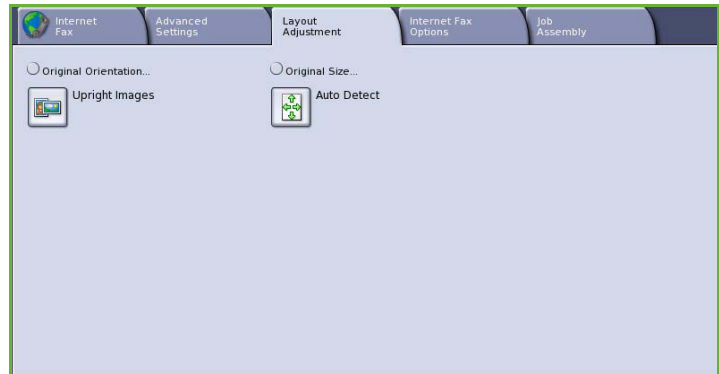 Internet
Fax
Advanced
Settings
Layout
Adjustment
Internet Fax
Options
Job
Assembly
Original Orientation...
Original Size...
Upright Images
Auto Detect